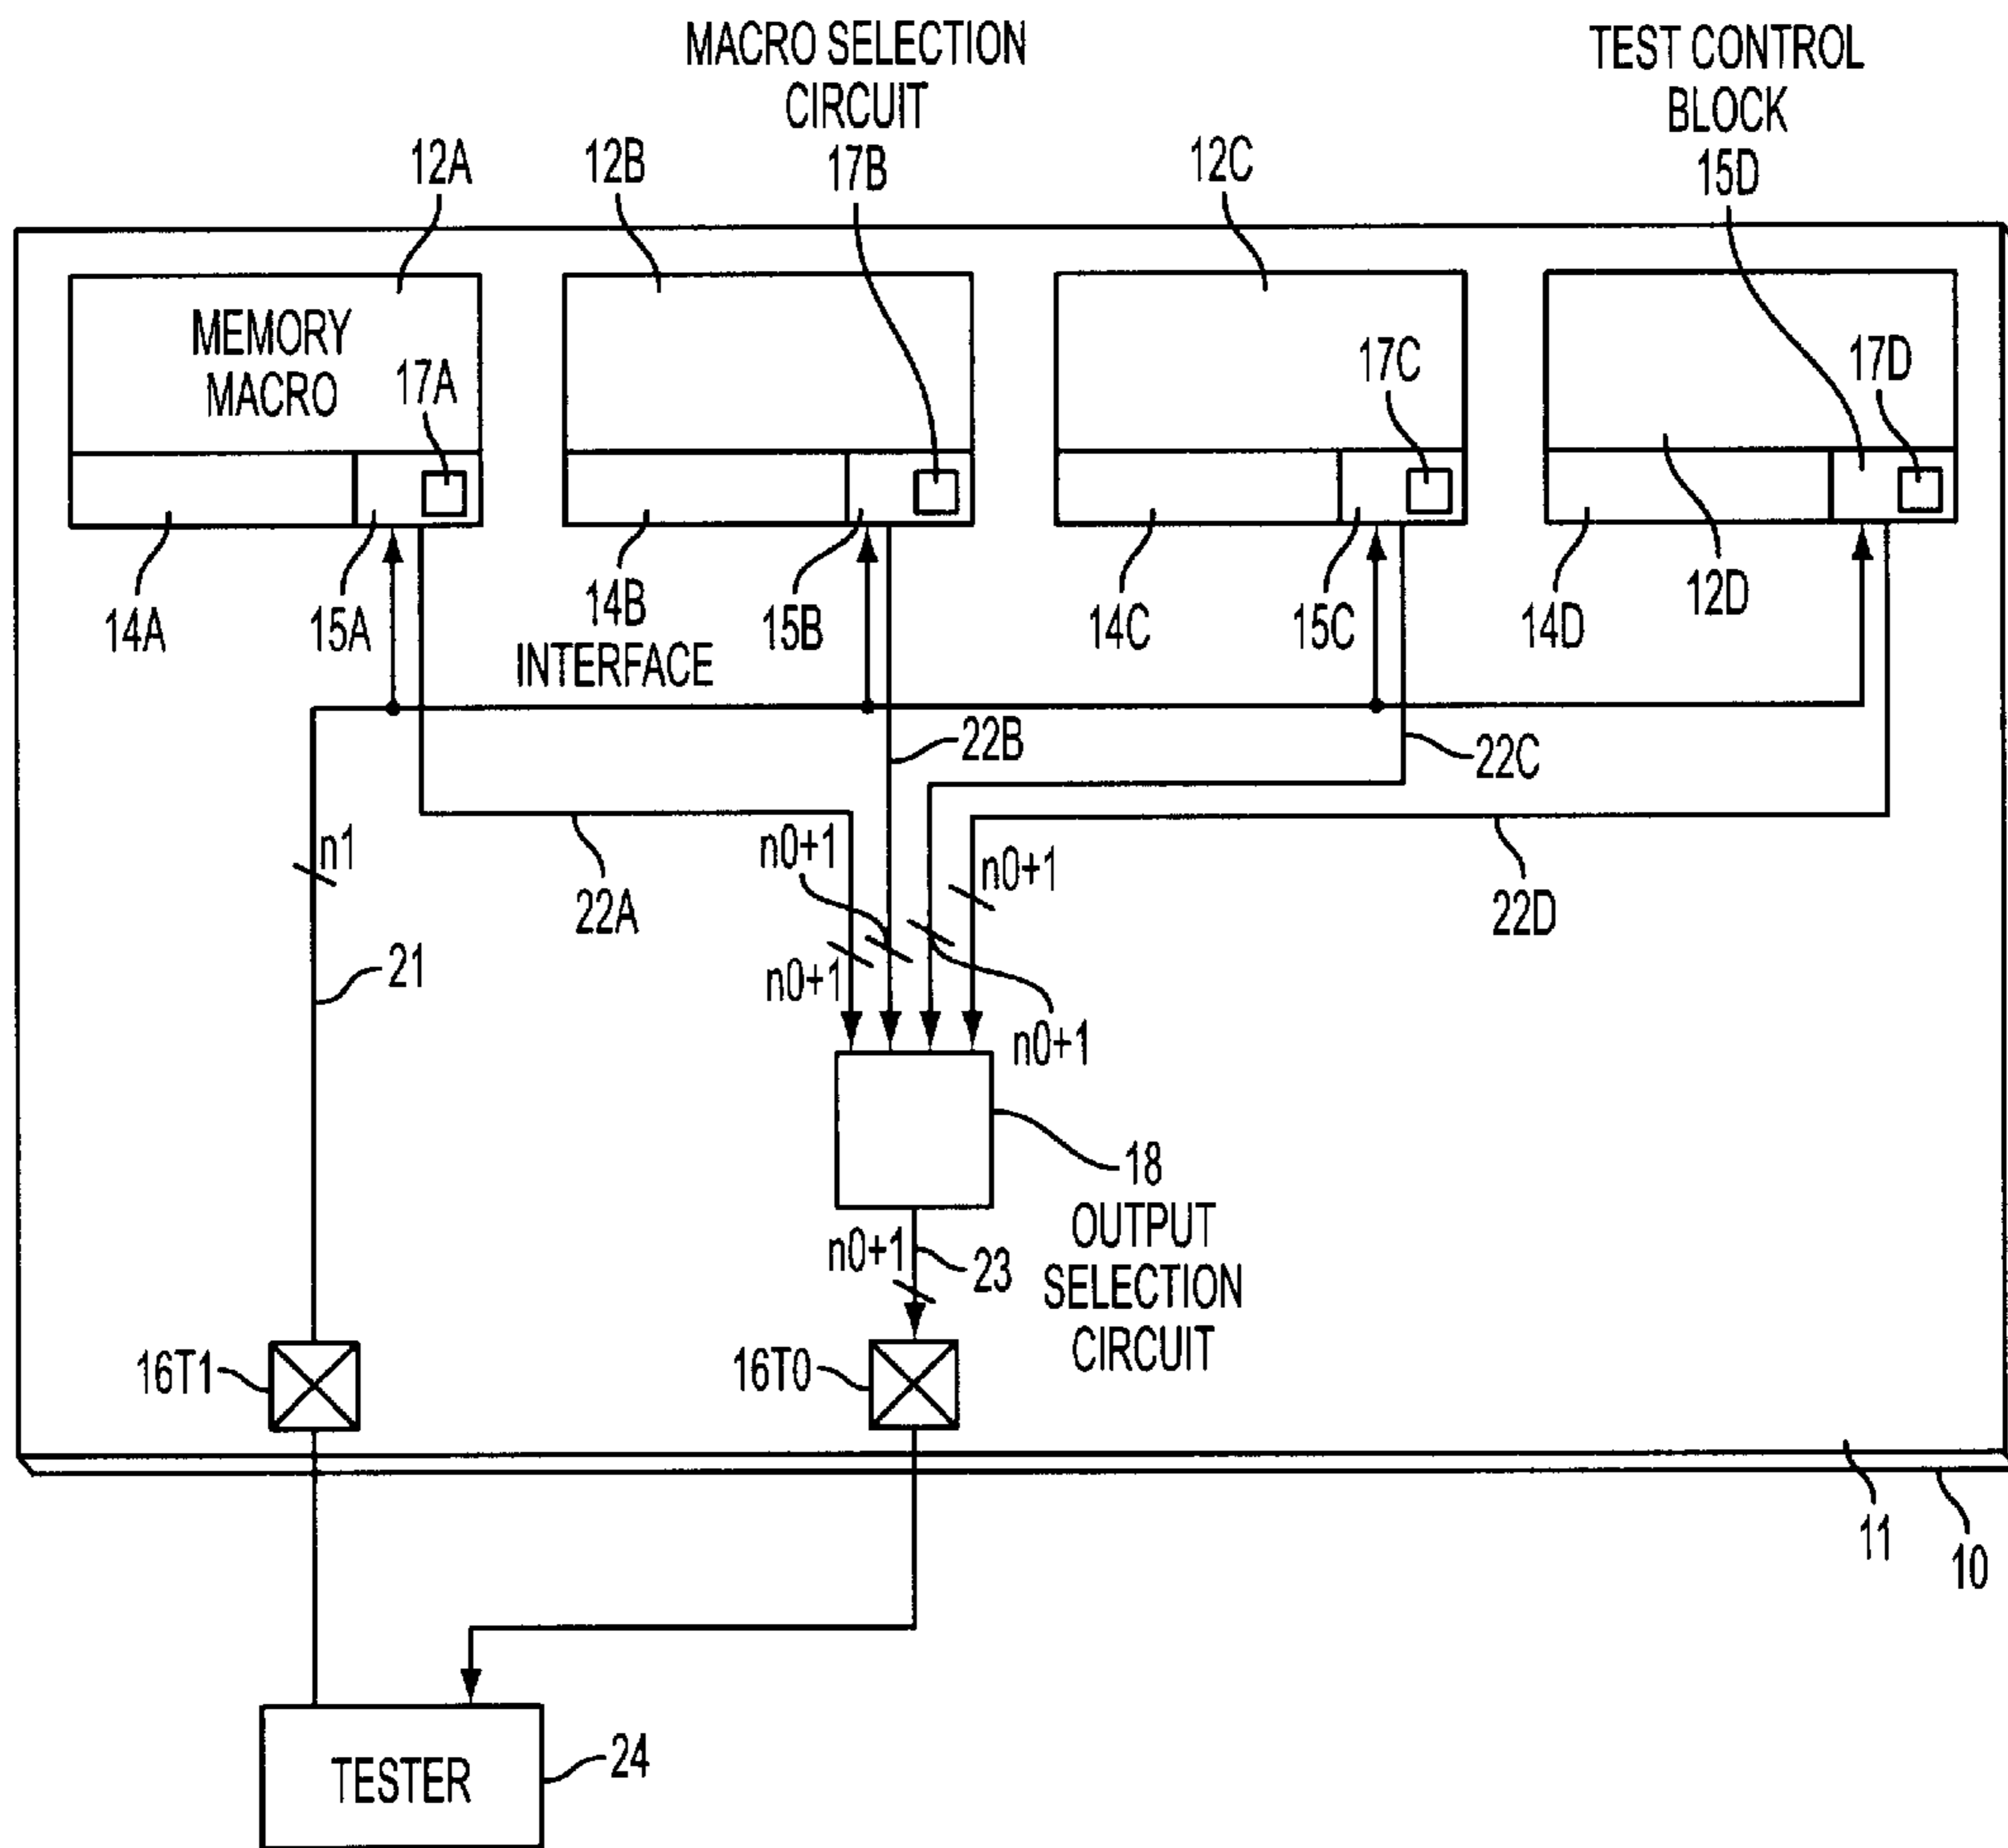 MACRO SELECTION
CIRCUIT
17B
TEST CONTROL
BLOCK
15D
12A
12B
12C
MEMORY
MACRO
17A
17C
17D
14A
15A
14B
INTERFACE
15B
14C
15C
14D
12D
22B
22C
n1
22A
n0+1
n0+1
22D
n0+1
n0+1
21
18
OUTPUT
SELECTION
CIRCUIT
n0+1
23
16T1
16T0
11
10
TESTER
24